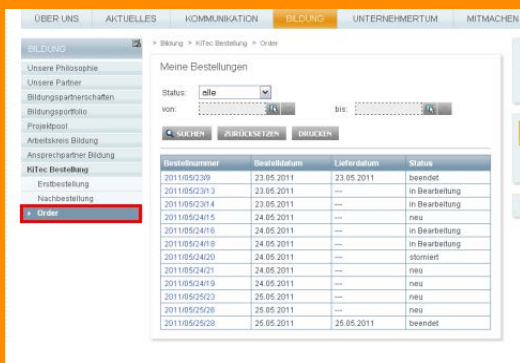 ÜBER UNS AKTUELLES KOMMUNIKATION BILDUNG UNTERNEHMERTUM MITMACHEN
BILDUNG
Unsere Philosophie
Unsere Partner
Bildungspartnerschaften
Bildungsportfolio
Projektpool
Arbeitskreis Bildung
Ansprechpartner Bildung
KiTec Bestellung
Erstbestellung
Nachbestellung
Order
> Bildung > KiTec Bestellung > Order
Meine Bestellungen
Status: alle
von: bis:
SUCHEN ZURÜCKSETZEN DRUCKEN
Bestellnummer Bestelldatum Lieferdatum Status
2011/05/23/9 23.05.2011 23.05.2011 beendet
2011/05/23/13 23.05.2011 --- in Bearbeitung
2011/05/23/14 23.05.2011 --- in Bearbeitung
2011/05/24/15 24.05.2011 --- neu
2011/05/24/16 24.05.2011 --- in Bearbeitung
2011/05/24/18 24.05.2011 --- in Bearbeitung
2011/05/24/20 24.05.2011 --- storniert
2011/05/24/21 24.05.2011 --- neu
2011/05/24/19 24.05.2011 --- neu
2011/05/25/23 25.05.2011 --- neu
2011/05/25/26 25.05.2011 --- neu
2011/05/25/28 25.05.2011 25.05.2011 beendet